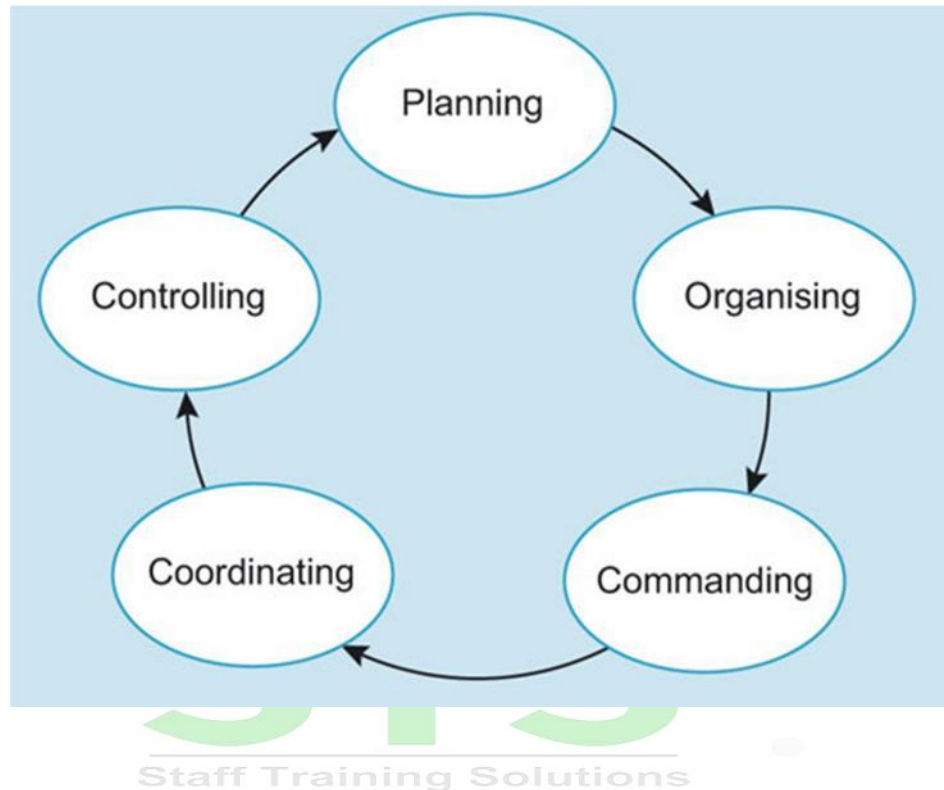 Planning
Organising
Commanding
Coordinating
Controlling
Staff Training Solutions